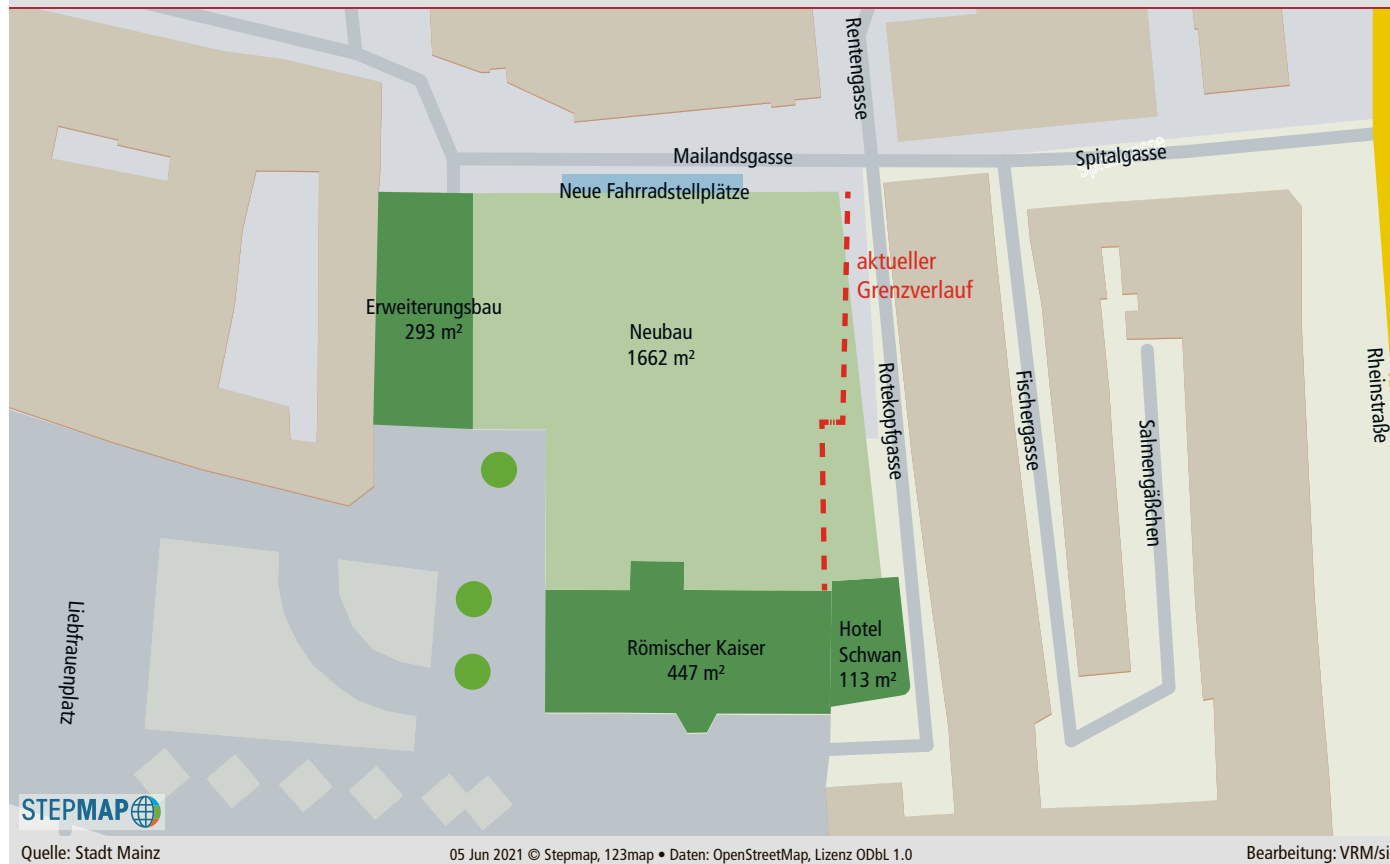 Rentengasse
Mailandsgasse
Spitalgasse
Neue Fahrradstellplätze
aktueller
Grenzverlauf
Erweiterungsbau
293 m²
Neubau
1662 m²
Rotekopfgasse
Fischergasse
Salmengäßchen
Rheinstraße
Liebfrauenplatz
Römischer Kaiser
447 m²
Hotel
Schwan
113 m²
STEPMAP
Quelle: Stadt Mainz
05 Jun 2021 © Stepmap, 123map • Daten: OpenStreetMap, Lizenz ODbL 1.0
Bearbeitung: VRM/si